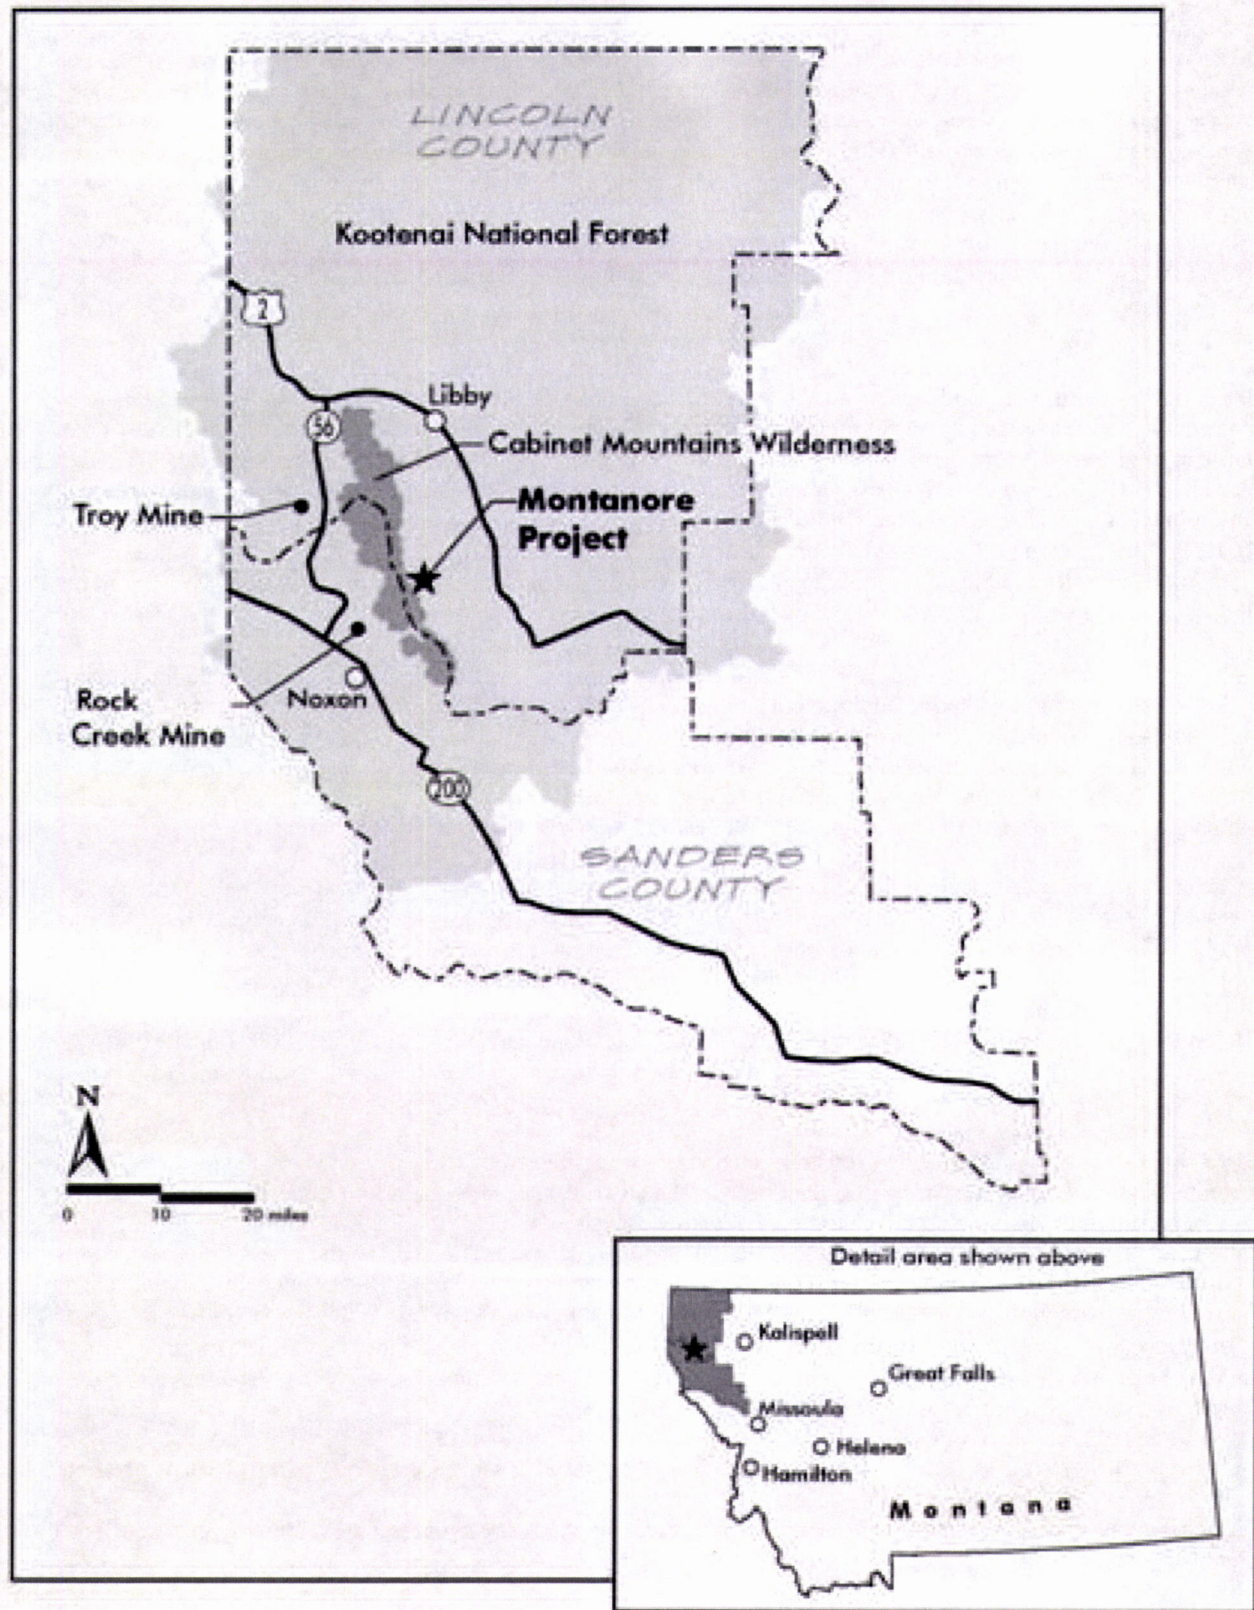 LINCOLN
COUNTY
Kootenai National Forest
2
Libby
56
Cabinet Mountains Wilderness
Troy Mine
Montanore
Project
Rock
Creek Mine
Noxon
200
SANDERS
COUNTY
N
0 10 20 miles
Detail area shown above
Kalispell
Great Falls
Missoula
Helena
Hamilton
Montana